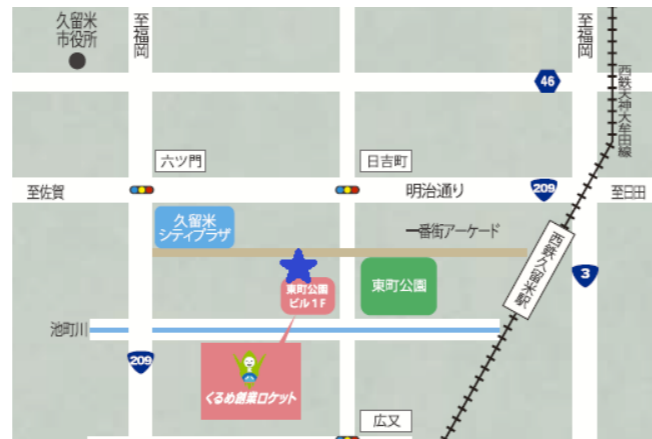 久留米
市役所
至福岡
至福岡
46
西鉄天神大牟田線
六ツ門
日吉町
至佐賀
明治通り
209
至日田
久留米
シティプラザ
一番街アーケード
西鉄久留米駅
3
東町公園
ビル1F
東町公園
池町川
209
くるめ創業ロケット
広又